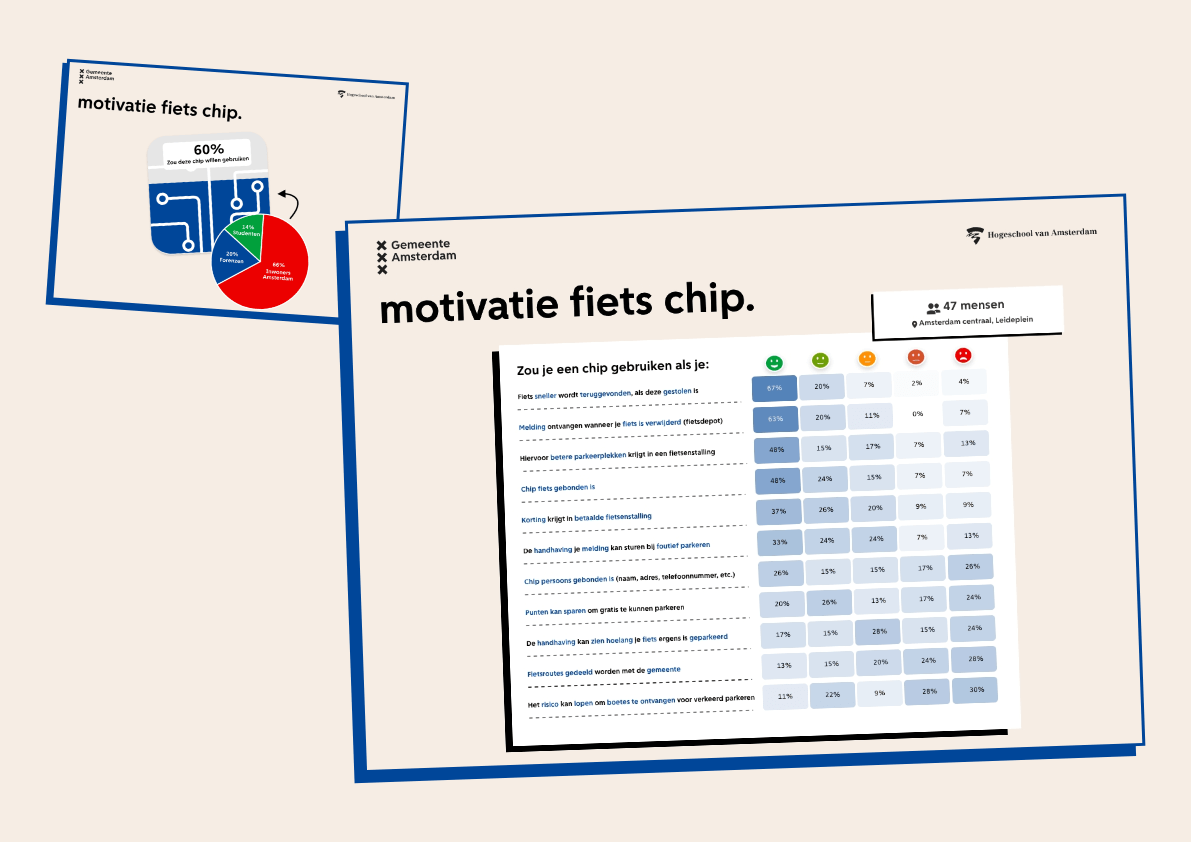 Gemeente
Amsterdam
Hogeschool van Amsterdam
motivatie fiets chip.
60%
Zou deze chip willen gebruiken
14%
Studenten
20%
Forenzen
66%
Inwoners
Amsterdam
Gemeente
Amsterdam
Hogeschool van Amsterdam
motivatie fiets chip.
47 mensen
Amsterdam centraal, Leideplein
Zou je een chip gebruiken als je:
Fiets sneller wordt teruggevonden, als deze gestolen is 67% 20% 7% 2% 4%
Melding ontvangen wanneer je fiets is verwijderd (fietsdepot) 63% 20% 11% 0% 7%
Hiervoor betere parkeerplekken krijgt in een fietsenstalling 48% 15% 17% 7% 13%
Chip fiets gebonden is 48% 24% 15% 7% 7%
Korting krijgt in betaalde fietsenstalling 37% 26% 20% 9% 9%
De handhaving je melding kan sturen bij foutief parkeren 33% 24% 24% 7% 13%
Chip persoons gebonden is (naam, adres, telefoonnummer, etc.) 26% 15% 15% 17% 26%
Punten kan sparen om gratis te kunnen parkeren 20% 26% 13% 17% 24%
De handhaving kan zien hoelang je fiets ergens is geparkeerd 17% 15% 28% 15% 24%
Fietsroutes gedeeld worden met de gemeente 13% 15% 20% 24% 28%
Het risico kan lopen om boetes te ontvangen voor verkeerd parkeren 11% 22% 9% 28% 30%